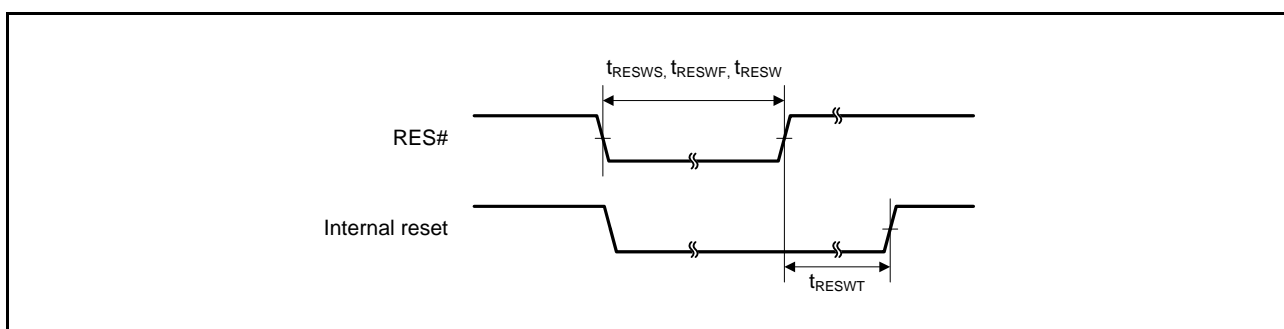 tRESWS, tRESWF, tRESW
RES#
Internal reset
tRESWT